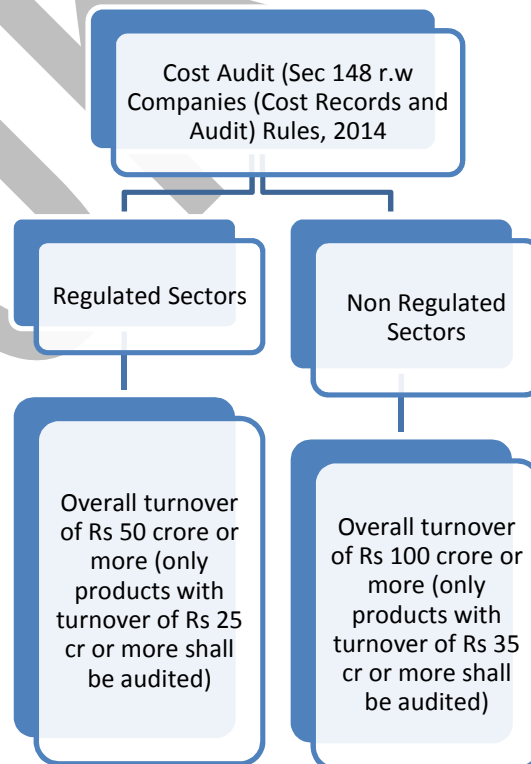 Cost Audit (Sec 148 r.w
Companies (Cost Records and
Audit) Rules, 2014
Regulated Sectors
Non Regulated
Sectors
Overall turnover
of Rs 50 crore or
more (only
products with
turnover of Rs 25
cr or more shall
be audited)
Overall turnover
of Rs 100 crore or
more (only
products with
turnover of Rs 35
cr or more shall
be audited)